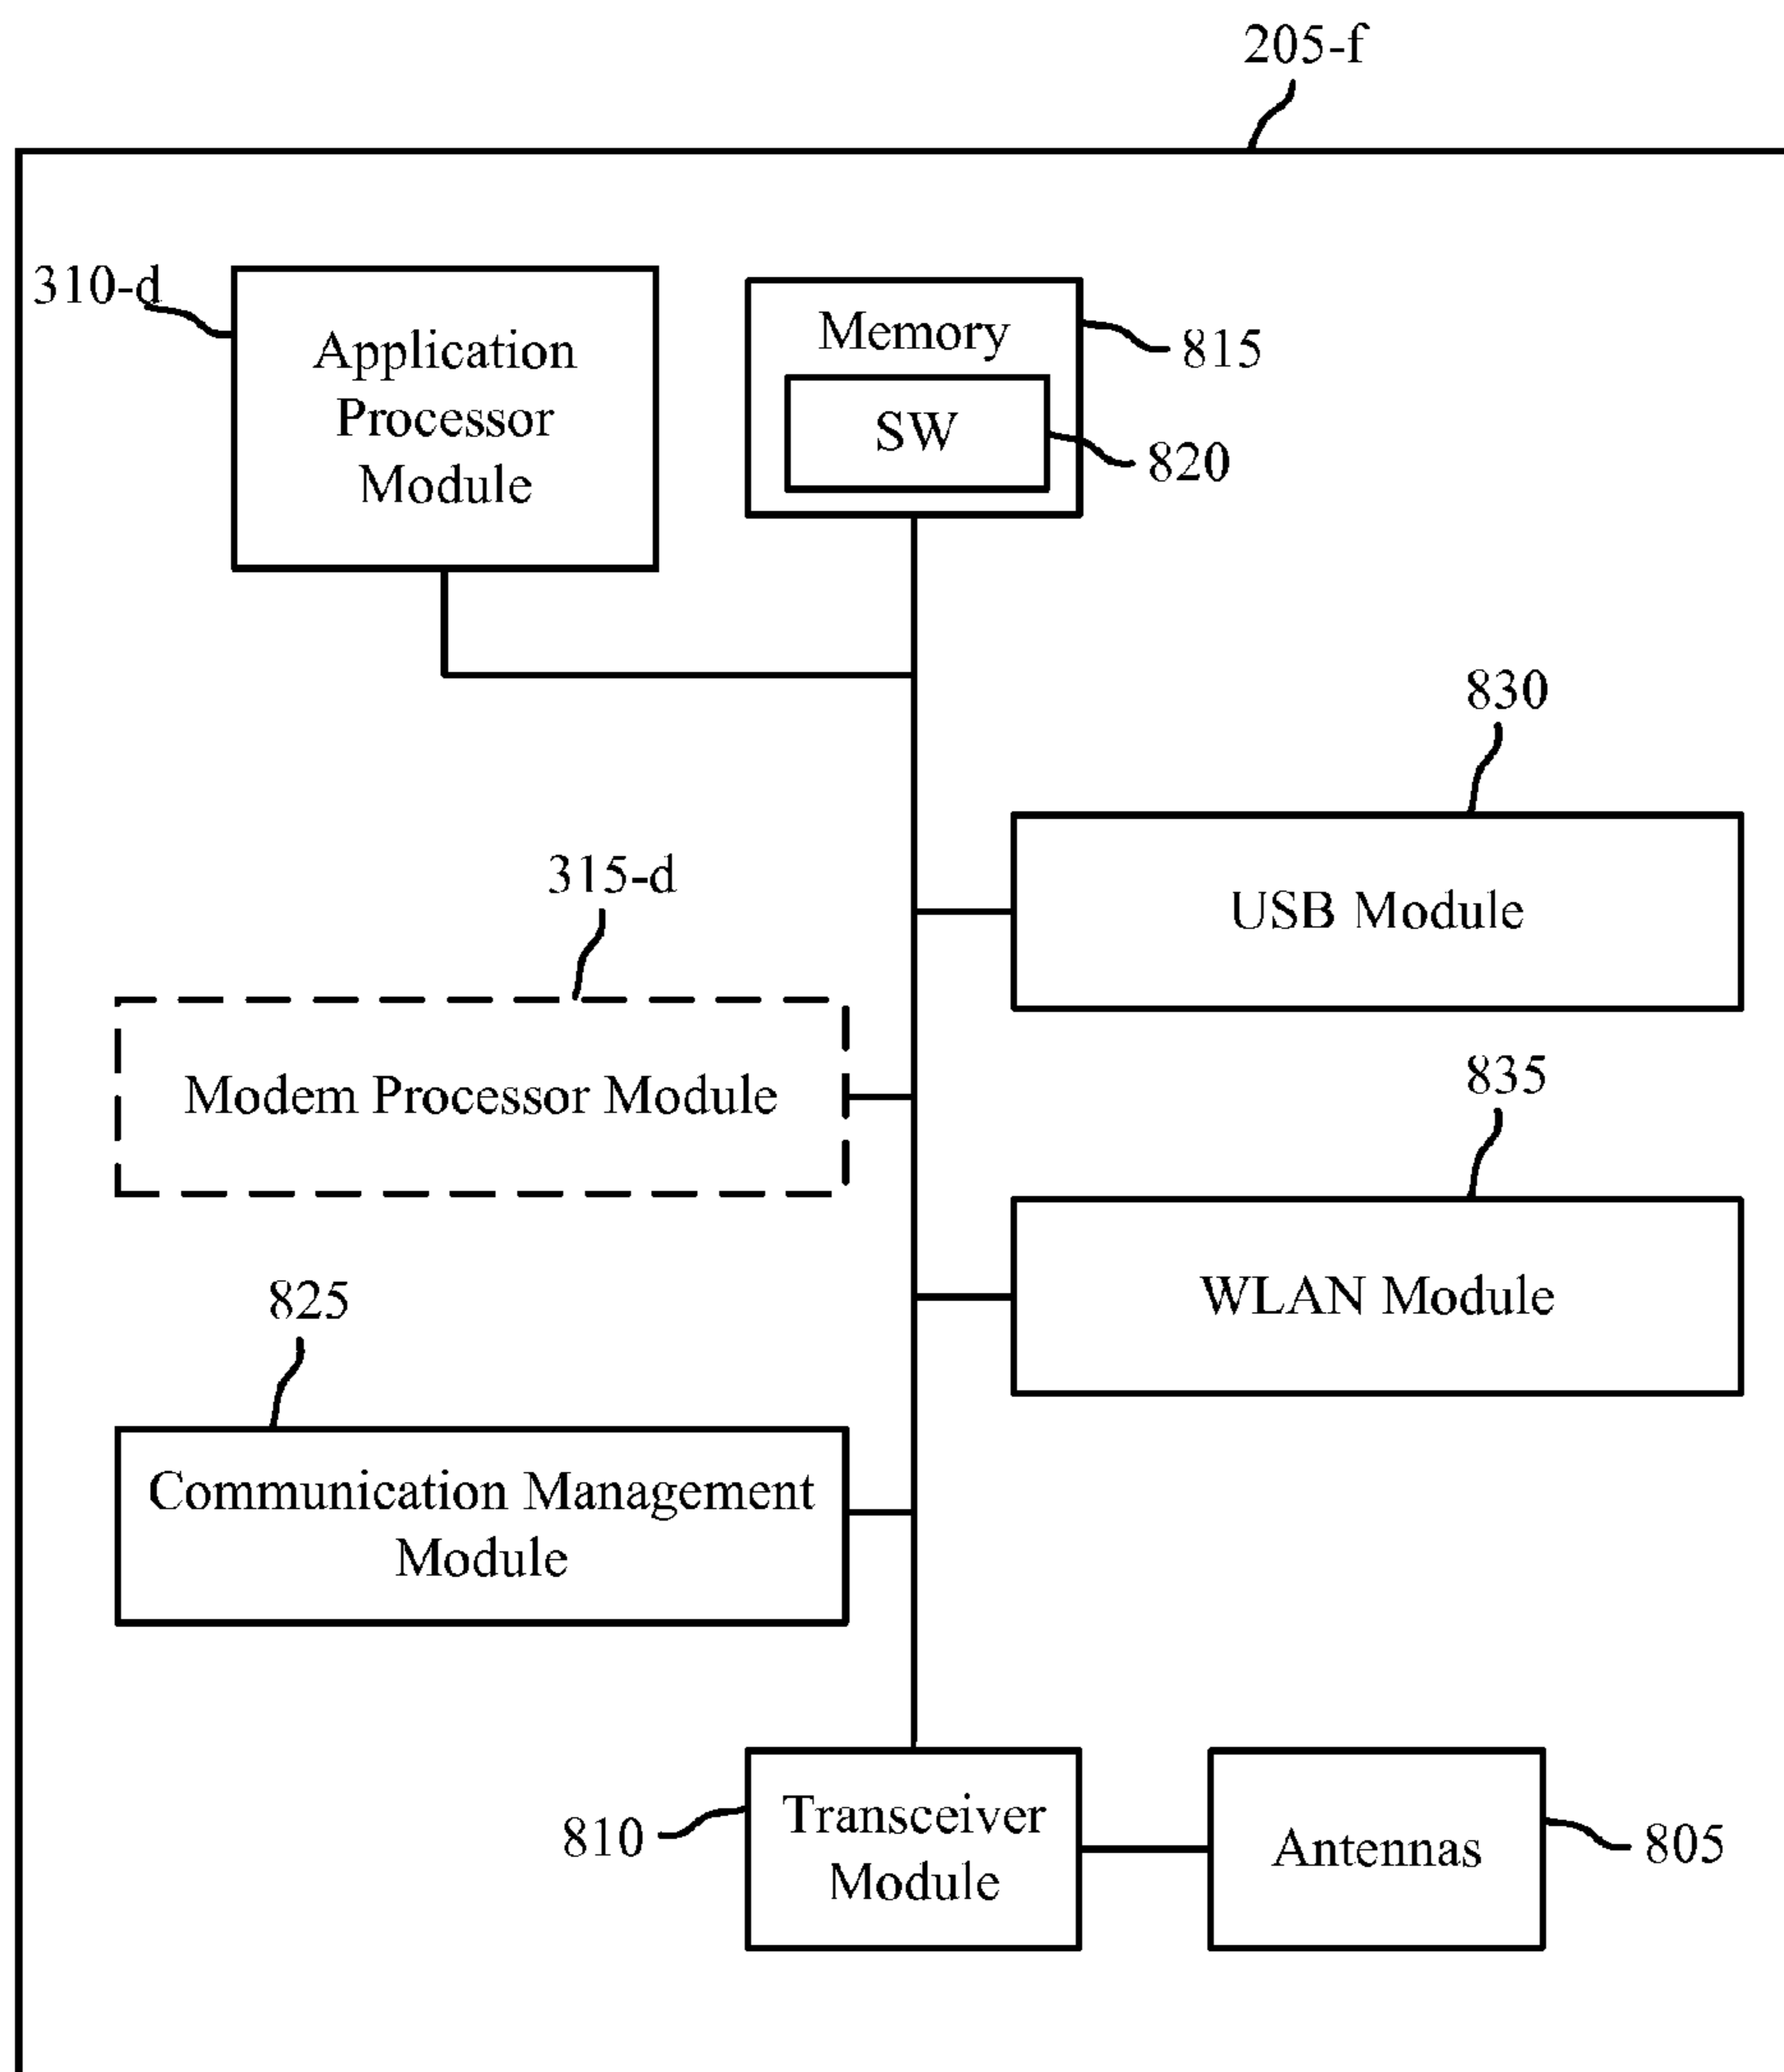 205-f
310-d
Application
Processor
Module
Memory
815
SW
820
830
USB Module
315-d
Modem Processor Module
835
WLAN Module
825
Communication Management
Module
810
Transceiver
Module
Antennas
805